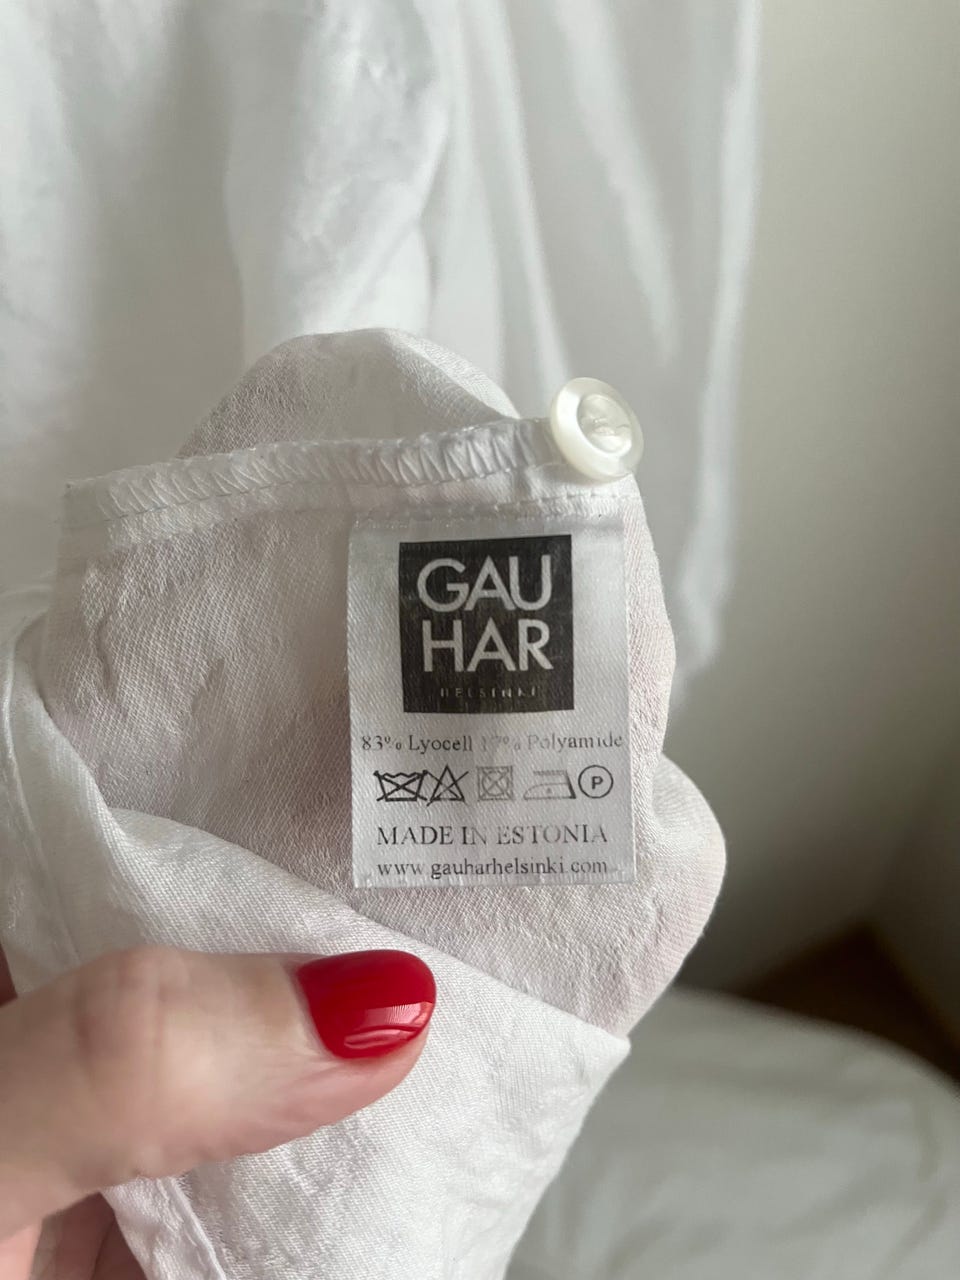 GAU
HAR
HELSINKI
83% Lyocell 17% Polyamide
P
MADE IN ESTONIA
www.gauharhelsinki.com